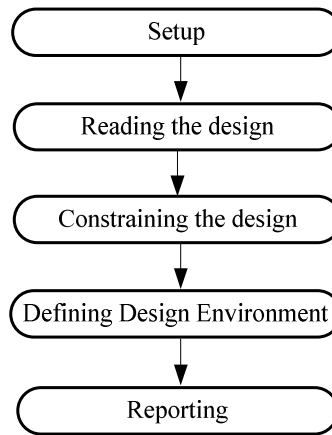 Setup
Reading the design
Constraining the design
Defining Design Environment
Reporting